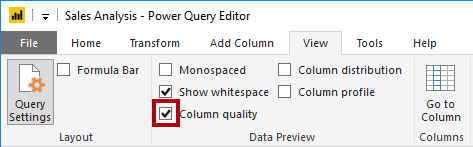 Sales Analysis - Power Query Editor
File Home Transform Add Column View Tools Help
Query Settings
Formula Bar
Layout
Monospaced
Show whitespace
Column quality
Column distribution
Column profile
Data Preview
Go to Column
Columns